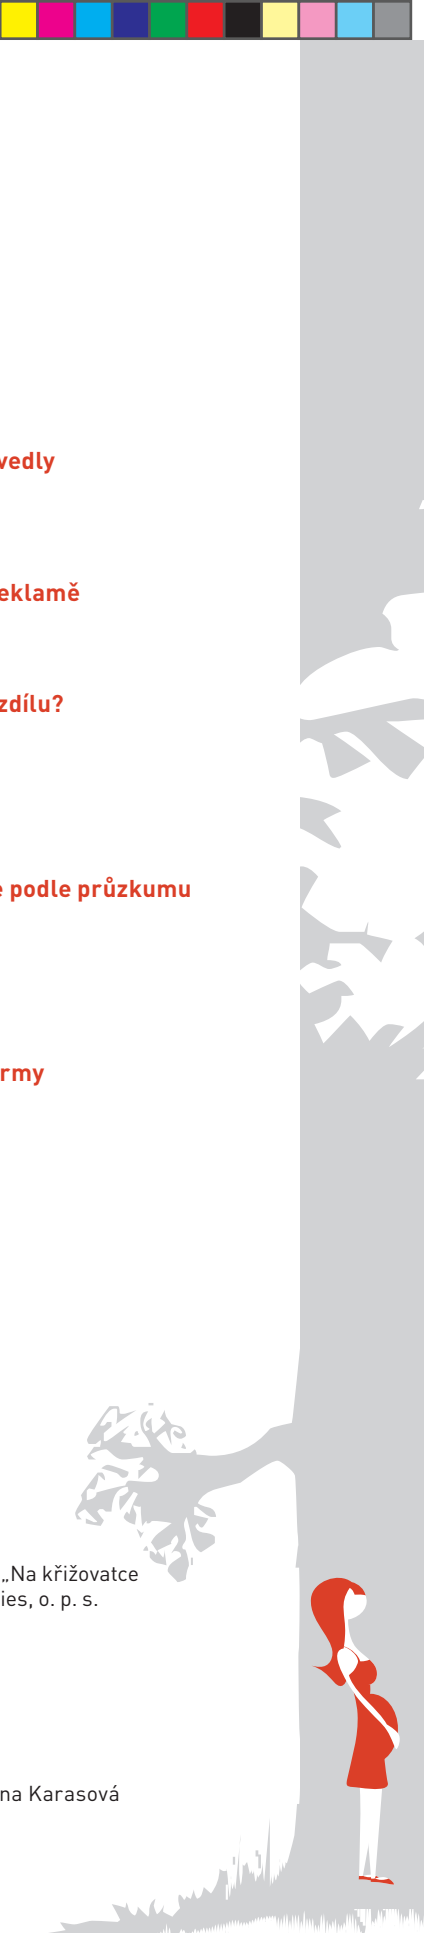 vedly
eklamě
zdílu?
e podle průzkumu
rmy
„Na křižovatce
ies, o. p. s.
na Karasová